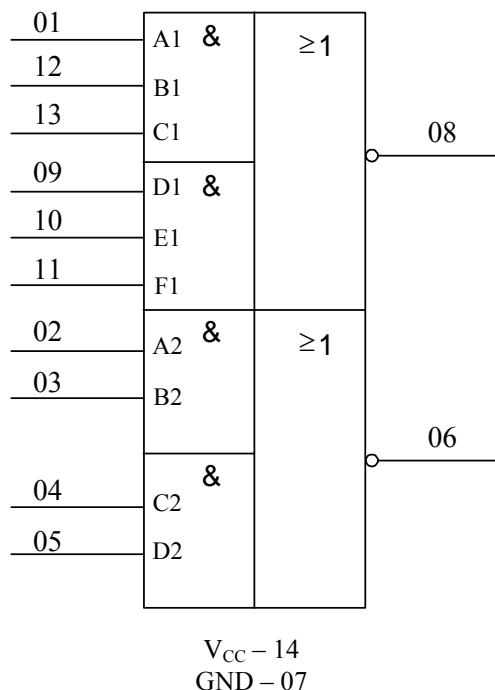 01 A1 & ≥1
12 B1
13 C1
08
09 D1 &
10 E1
11 F1
02 A2 & ≥1
03 B2
06
&
04 C2
05 D2
VCC – 14
GND – 07